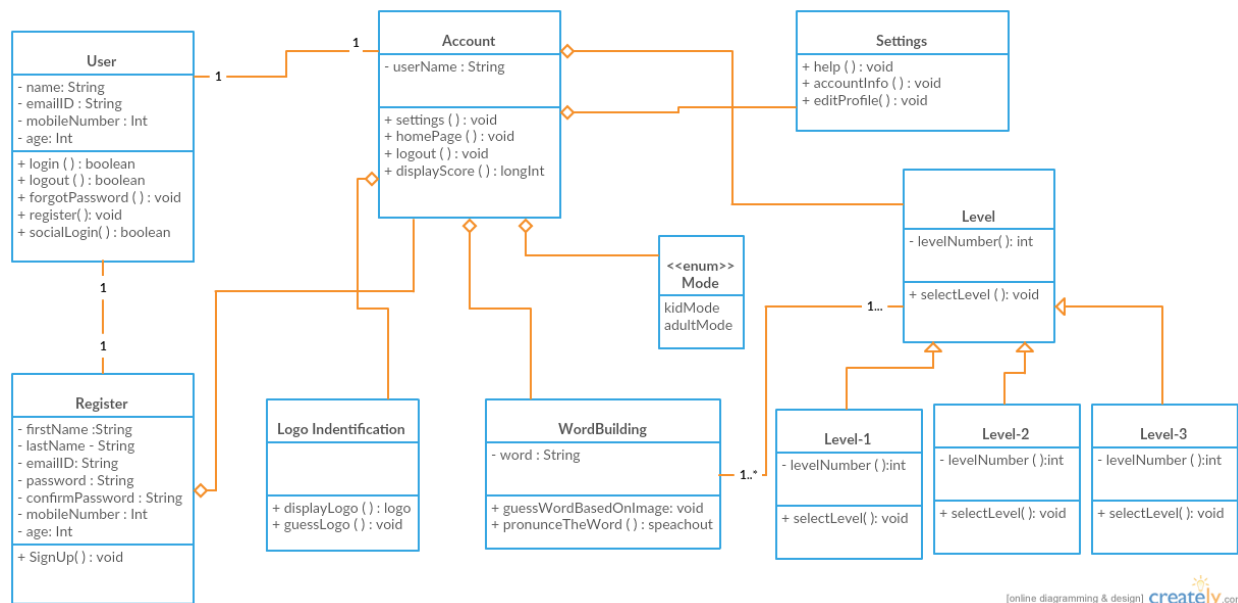 User
- name: String
- emailID : String
- mobileNumber : Int
- age: Int
+ login ( ) : boolean
+ logout ( ) : boolean
+ forgotPassword ( ) : void
+ register( ): void
+ socialLogin( ) : boolean
1
1
Account
- userName : String
+ settings ( ) : void
+ homePage ( ) : void
+ logout ( ) : void
+ displayScore ( ) : longInt
Settings
+ help ( ) : void
+ accountInfo ( ) : void
+ editProfile( ) : void
Level
- levelNumber( ): int
+ selectLevel ( ): void
<<enum>>
Mode
kidMode
adultMode
1
1
1...
1..*
Register
- firstName :String
- lastName - String
- emailID: String
- password : String
- confirmPassword : String
- mobileNumber : Int
- age: Int
+ SignUp( ) : void
Logo Indentification
+ displayLogo ( ) : logo
+ guessLogo ( ) : void
WordBuilding
- word : String
+ guessWordBasedOnImage: void
+ pronunceTheWord ( ) : speachout
Level-1
- levelNumber ( ):int
+ selectLevel( ): void
Level-2
- levelNumber ( ):int
+ selectLevel( ): void
Level-3
- levelNumber ( ):int
+ selectLevel( ): void
[online diagramming & design] creately.com